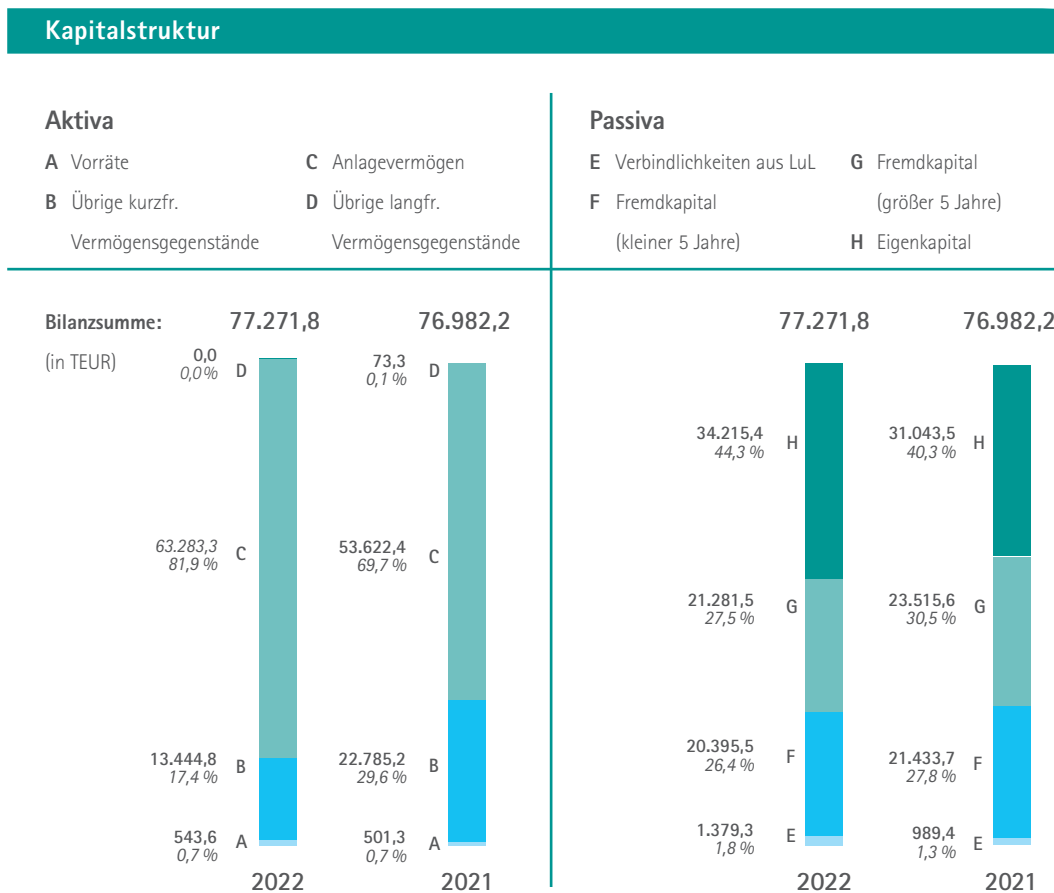 Kapitalstruktur
Aktiva
A Vorräte
B Übrige kurzfr.
Vermögensgegenstände
C Anlagevermögen
D Übrige langfr.
Vermögensgegenstände
Passiva
E Verbindlichkeiten aus LuL
F Fremdkapital
(kleiner 5 Jahre)
G Fremdkapital
(größer 5 Jahre)
H Eigenkapital
Bilanzsumme: 77.271,8 76.982,2
(in TEUR)
0,0
0,0 % D
63.283,3
81,9 % C
13.444,8
17,4 % B
543,6
0,7 % A
2022
73,3
0,1 % D
53.622,4
69,7 % C
22.785,2
29,6 % B
501,3
0,7 % A
2021
77.271,8 76.982,2
34.215,4
44,3 % H
21.281,5
27,5 % G
20.395,5
26,4 % F
1.379,3
1,8 % E
2022
31.043,5
40,3 % H
23.515,6
30,5 % G
21.433,7
27,8 % F
989,4
1,3 % E
2021